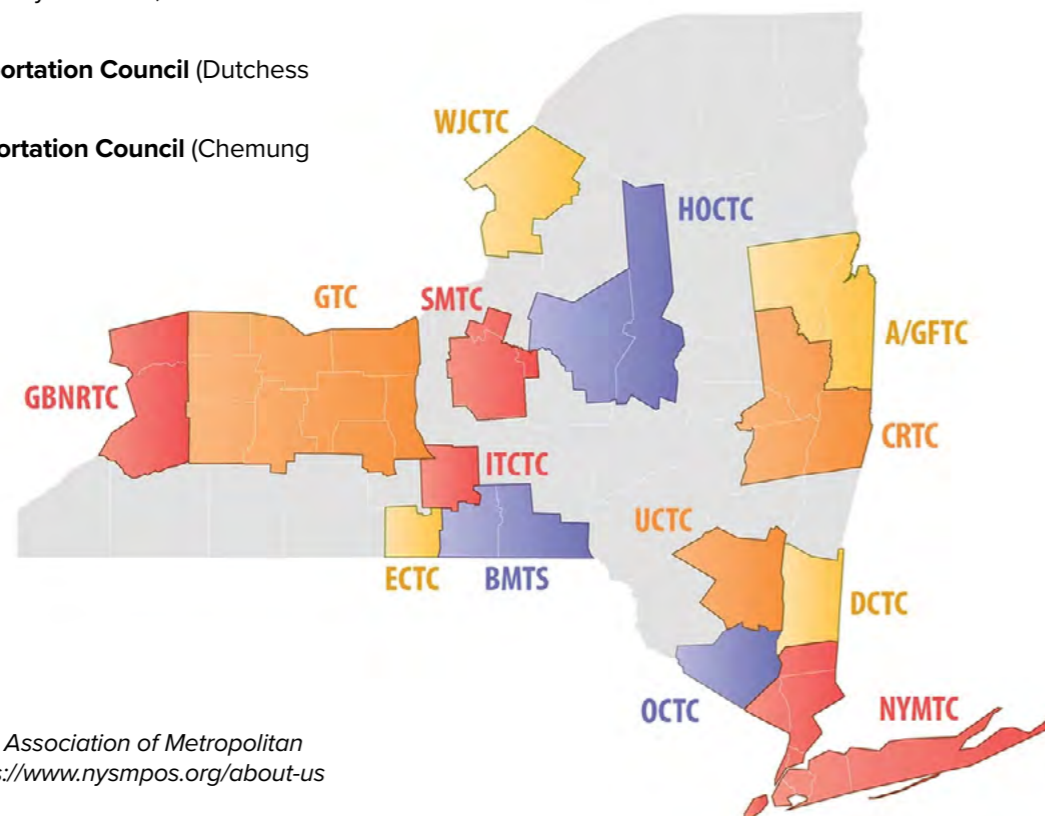 ortation Council (Dutchess
ortation Council (Chemung
WJCTC
HOCTC
GTC
SMTC
A/GFTC
GBNRTC
CRTC
ITCTC
UCTC
ECTC
BMTS
DCTC
OCTC
NYMTC
Association of Metropolitan
s://www.nysmpos.org/about-us